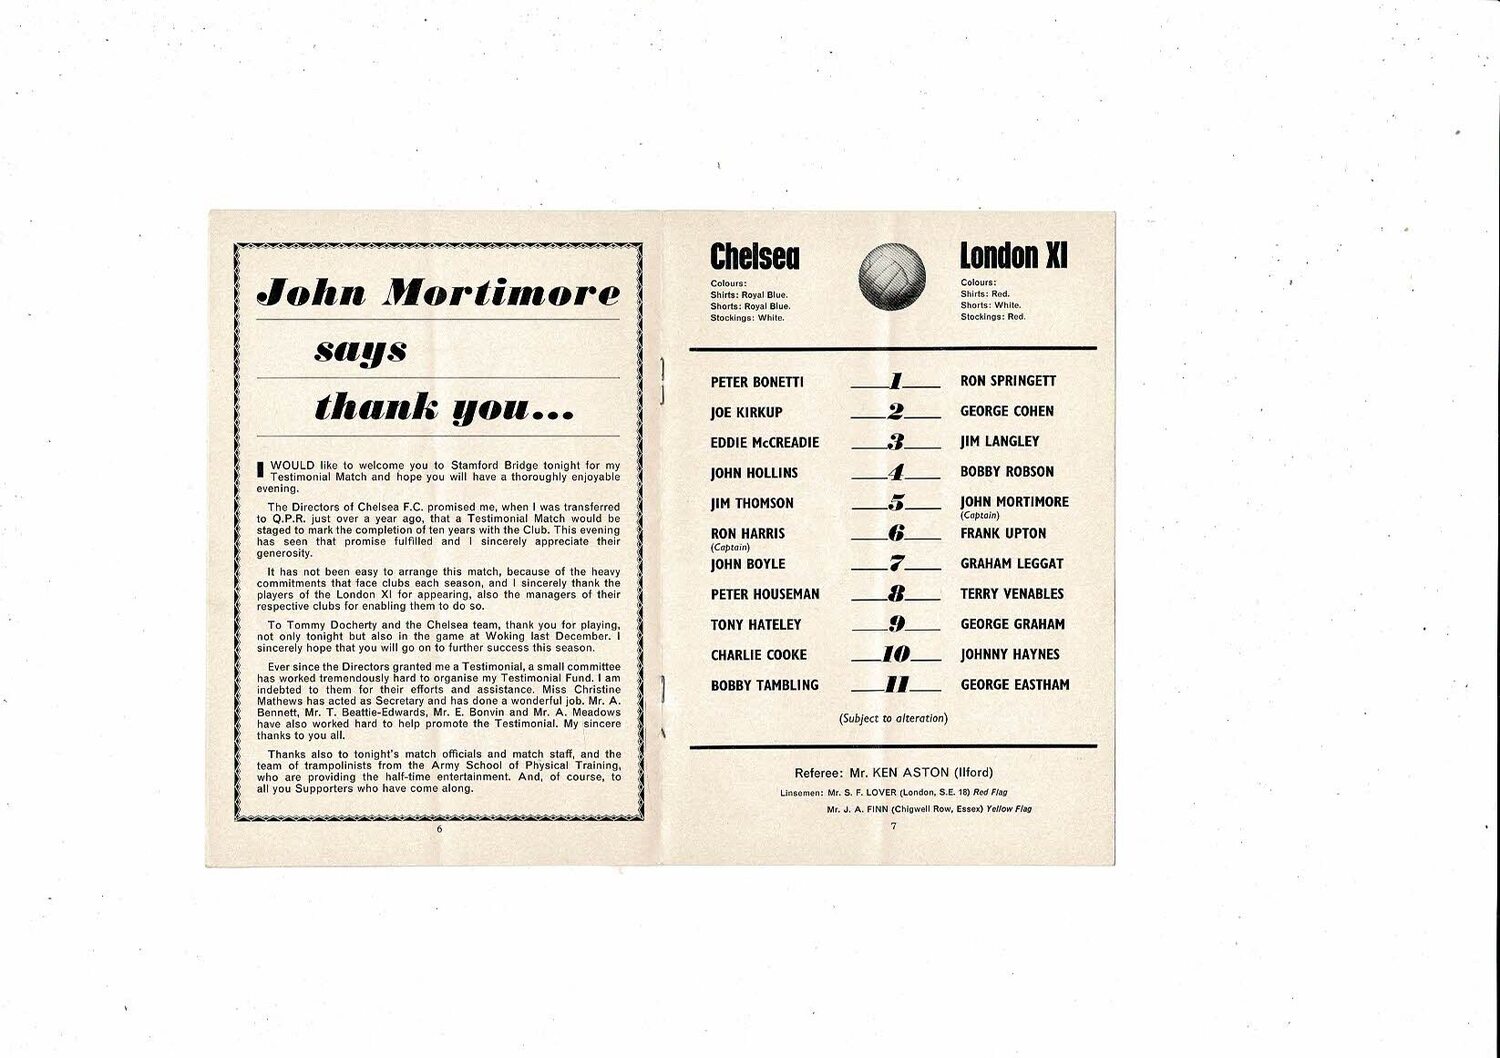 John Mortimore
says
thank you...
I WOULD like to welcome you to Stamford Bridge tonight for my
Testimonial Match and hope you will have a thoroughly enjoyable
evening.
The Directors of Chelsea F.C. promised me, when I was transferred
to Q.P.R. just over a year ago, that a Testimonial Match would be
staged to mark the completion of ten years with the Club. This evening
has seen that promise fulfilled and I sincerely appreciate their
generosity.
It has not been easy to arrange this match, because of the heavy
commitments that face clubs each season, and I sincerely thank the
players of the London XI for appearing, also the managers of their
respective clubs for enabling them to do so.
To Tommy Docherty and the Chelsea team, thank you for playing,
not only tonight but also in the game at Woking last December. I
sincerely hope that you will go on to further success this season.
Ever since the Directors granted me a Testimonial, a small committee
has worked tremendously hard to organise my Testimonial Fund. I am
indebted to them for their efforts and assistance. Miss Christine
Mathews has acted as Secretary and has done a wonderful job. Mr. A.
Bennett, Mr. T. Beattie-Edwards, Mr. E. Bonvin and Mr. A. Meadows
have also worked hard to help promote the Testimonial. My sincere
thanks to you all.
Thanks also to tonight's match officials and match staff, and the
team of trampolinists from the Army School of Physical Training,
who are providing the half-time entertainment. And, of course, to
all you Supporters who have come along.
6
Chelsea
Colours:
Shirts: Royal Blue.
Shorts: Royal Blue.
Stockings: White.
London XI
Colours:
Shirts: Red.
Shorts: White.
Stockings: Red.
PETER BONETTI 1 RON SPRINGETT
JOE KIRKUP 2 GEORGE COHEN
EDDIE McCREADIE 3 JIM LANGLEY
JOHN HOLLINS 4 BOBBY ROBSON
JIM THOMSON 5 JOHN MORTIMORE
(Captain)
RON HARRIS 6 FRANK UPTON
(Captain)
JOHN BOYLE 7 GRAHAM LEGGAT
PETER HOUSEMAN 8 TERRY VENABLES
TONY HATELEY 9 GEORGE GRAHAM
CHARLIE COOKE 10 JOHNNY HAYNES
BOBBY TAMBLING 11 GEORGE EASTHAM
(Subject to alteration)
Referee: Mr. KEN ASTON (Ilford)
Linsemen: Mr. S. F. LOVER (London, S.E. 18) Red Flag
Mr. J. A. FINN (Chigwell Row, Essex) Yellow Flag
7